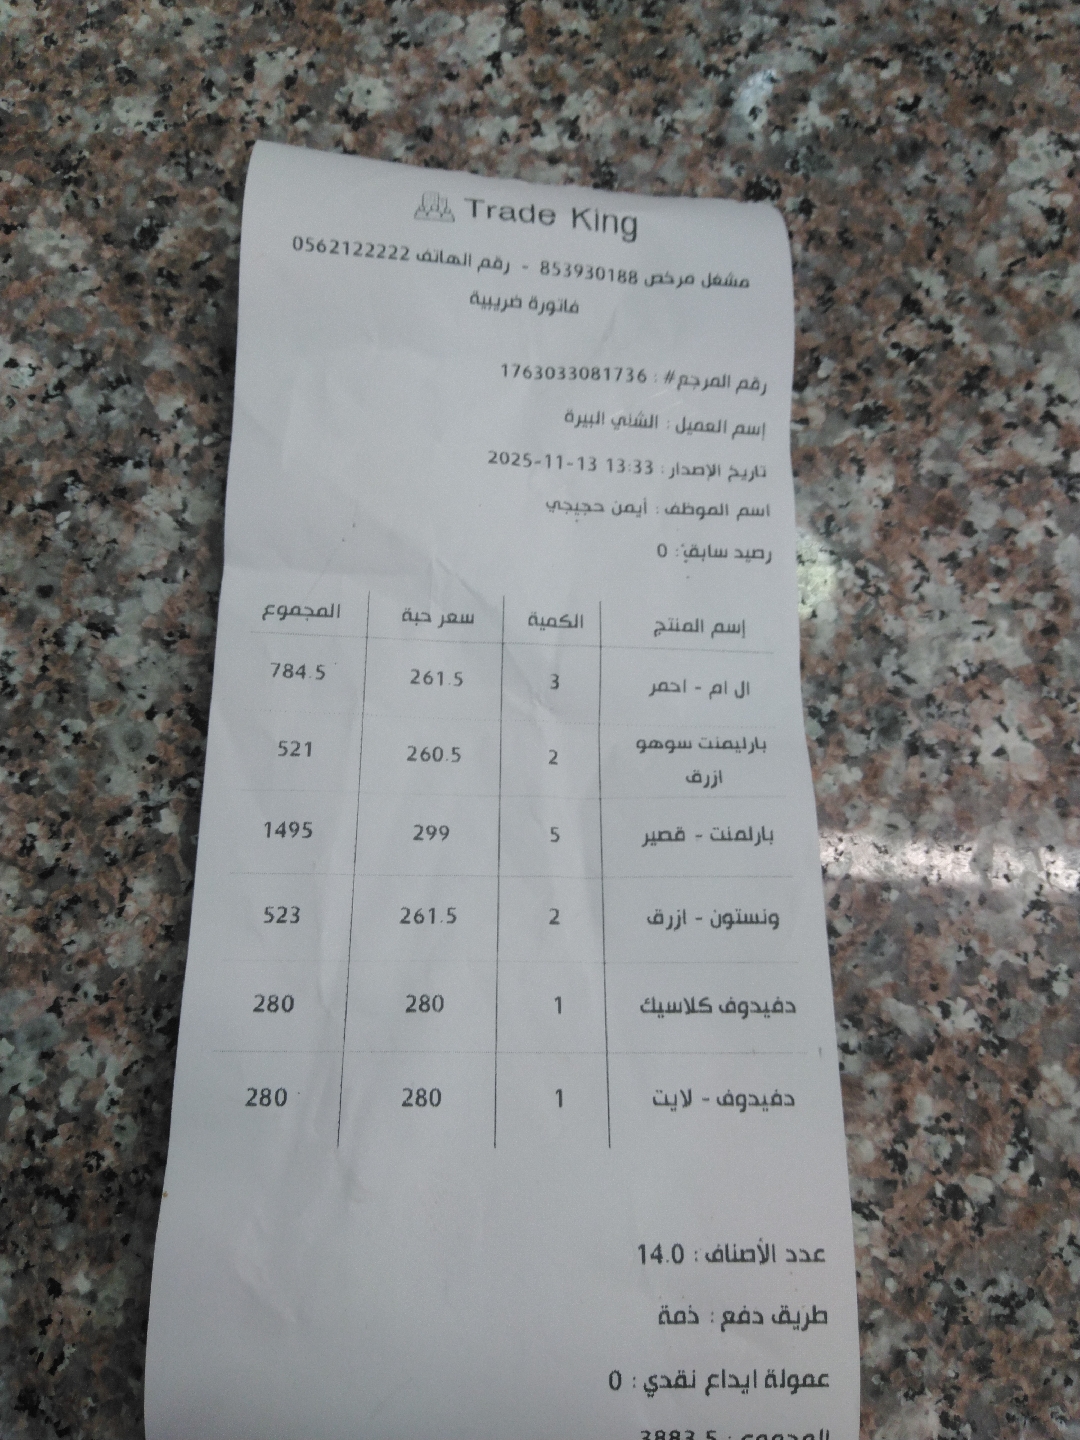 Trade King
مشغل مرخص 853930188 - رقم الهاتف 0562122222
فاتورة ضريبية
رقم المرجع# : 1763033081736
إسم العميل : الشني البيرة
تاريخ الإصدار : 2025-11-13 13:33
اسم الموظف : أيمن حجيجي
رصيد سابق: 0
إسم المنتج الكمية سعر حبة المجموع
ال ام - احمر 3 261.5 784.5
بارليمنت سوهو ازرق 2 260.5 521
بارلمنت - قصير 5 299 1495
ونستون - ازرق 2 261.5 523
دفيدوف كلاسيك 1 280 280
دفيدوف - لايت 1 280 280
عدد الأصناف : 14.0
طريق دفع : ذمة
عمولة ايداع نقدي : 0
المجموع : 3883.5